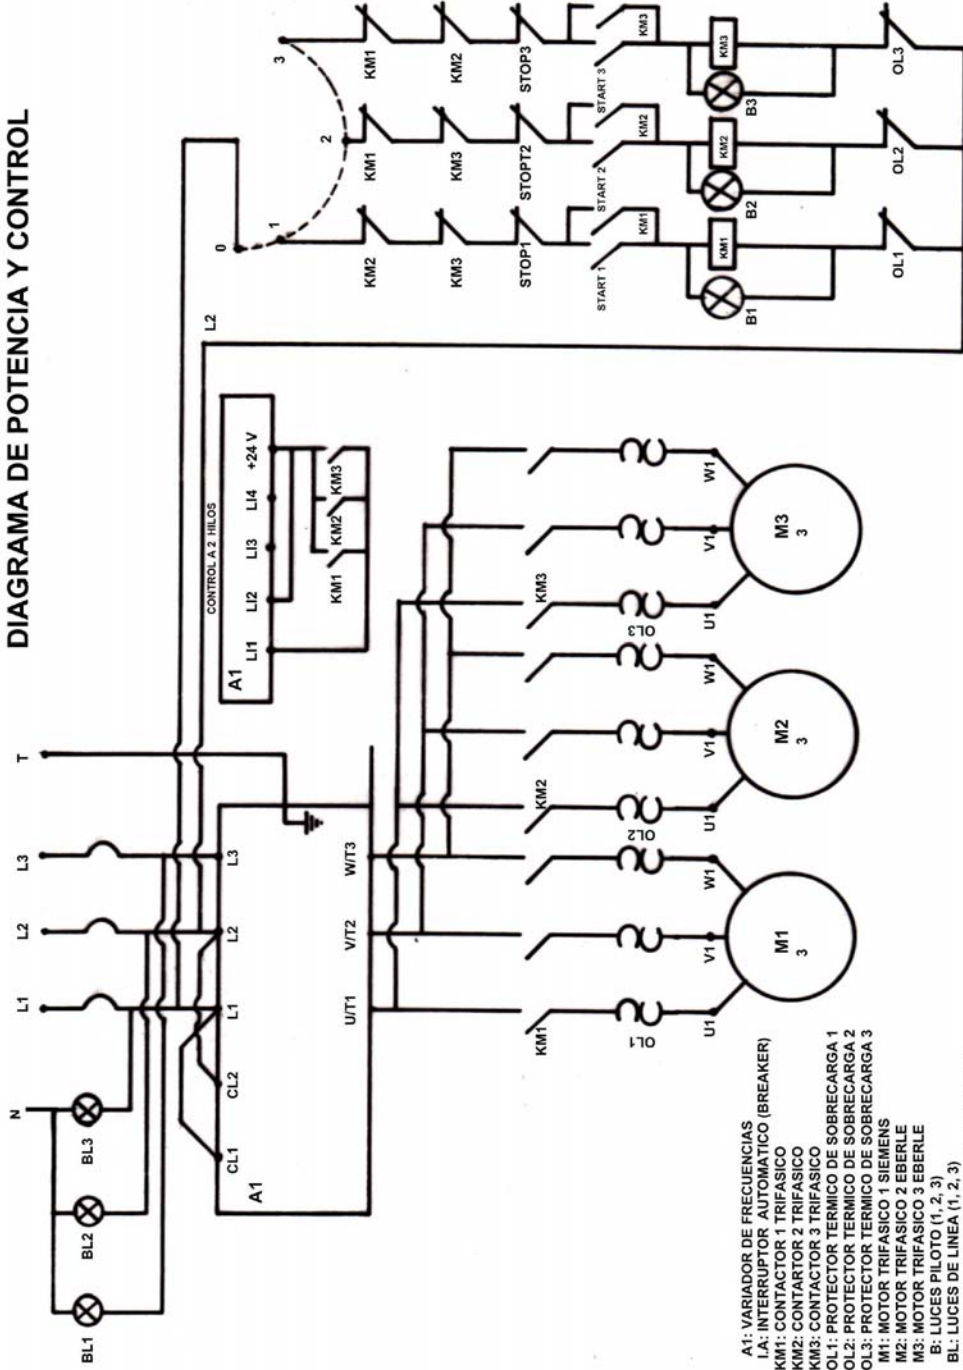 DIAGRAMA DE POTENCIA Y CONTROL
N
L1
L2
L3
T
BL1
BL2
BL3
CL1
CL2
L1
L2
L3
A1
U/T1
V/T2
W/T3
CONTROL A 2 HILOS
A1
LI1
LI2
LI3
LI4
+24 V
KM1
KM2
KM3
L2
0
1
2
3
KM2
KM3
STOP1
START 1
KM1
KM1
B1
OL1
KM1
KM3
STOPT2
START 2
KM2
KM2
B2
OL2
KM1
KM2
STOP3
START 3
KM3
KM3
B3
OL3
KM1
OL1
U1
V1
W1
M1
3
KM2
OL2
U1
V1
W1
M2
3
KM3
OL3
U1
V1
W1
M3
3
A1: VARIADOR DE FRECUENCIAS
I.A: INTERRUPTOR AUTOMATICO (BREAKER)
KM1: CONTACTOR 1 TRIFASICO
KM2: CONTARTOR 2 TRIFASICO
KM3: CONTACTOR 3 TRIFASICO
OL1: PROTECTOR TERMICO DE SOBRECARGA 1
OL2: PROTECTOR TERMICO DE SOBRECARGA 2
OL3: PROTECTOR TERMICO DE SOBRECARGA 3
M1: MOTOR TRIFASICO 1 SIEMENS
M2: MOTOR TRIFASICO 2 EBERLE
M3: MOTOR TRIFASICO 3 EBERLE
B: LUCES PILOTO (1, 2, 3)
BL: LUCES DE LINEA (1, 2, 3)